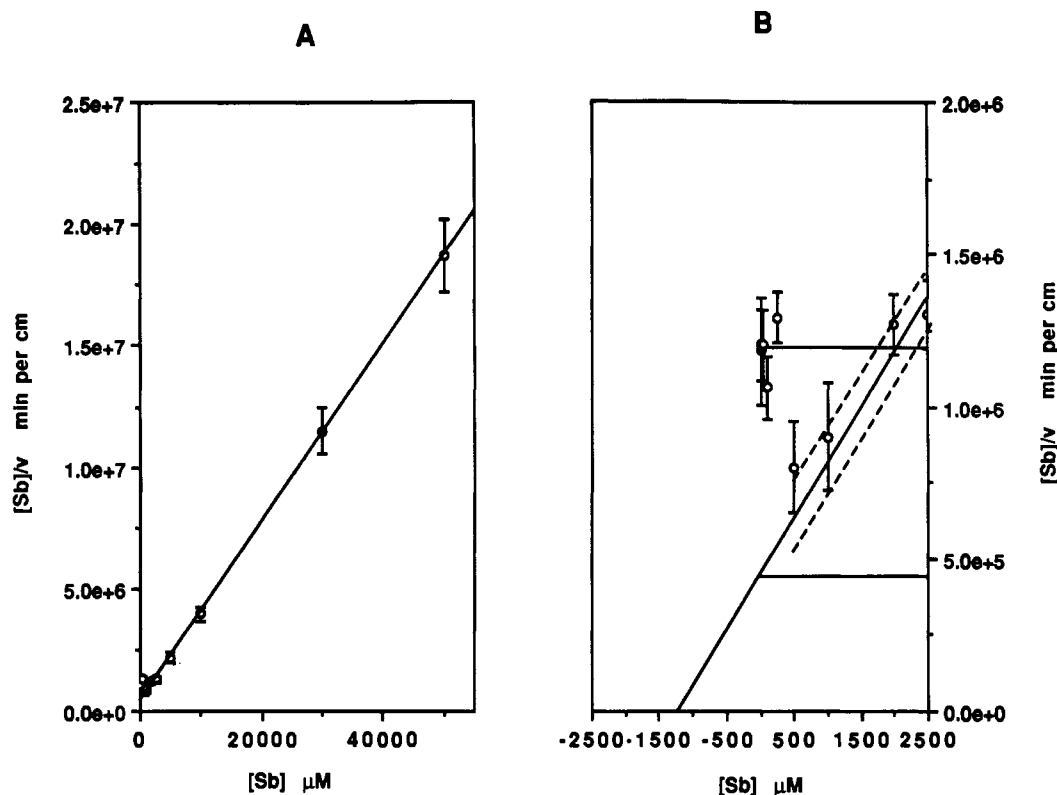 A
B
2.5e+7
2.0e+7
1.5e+7
1.0e+7
5.0e+6
0.0e+0
[Sb]/v min per cm
0
20000
40000
[Sb] μM
2.0e+6
1.5e+6
1.0e+6
5.0e+5
0.0e+0
[Sb]/v min per cm
-2500
-1500
-500
500
1500
2500
[Sb] μM